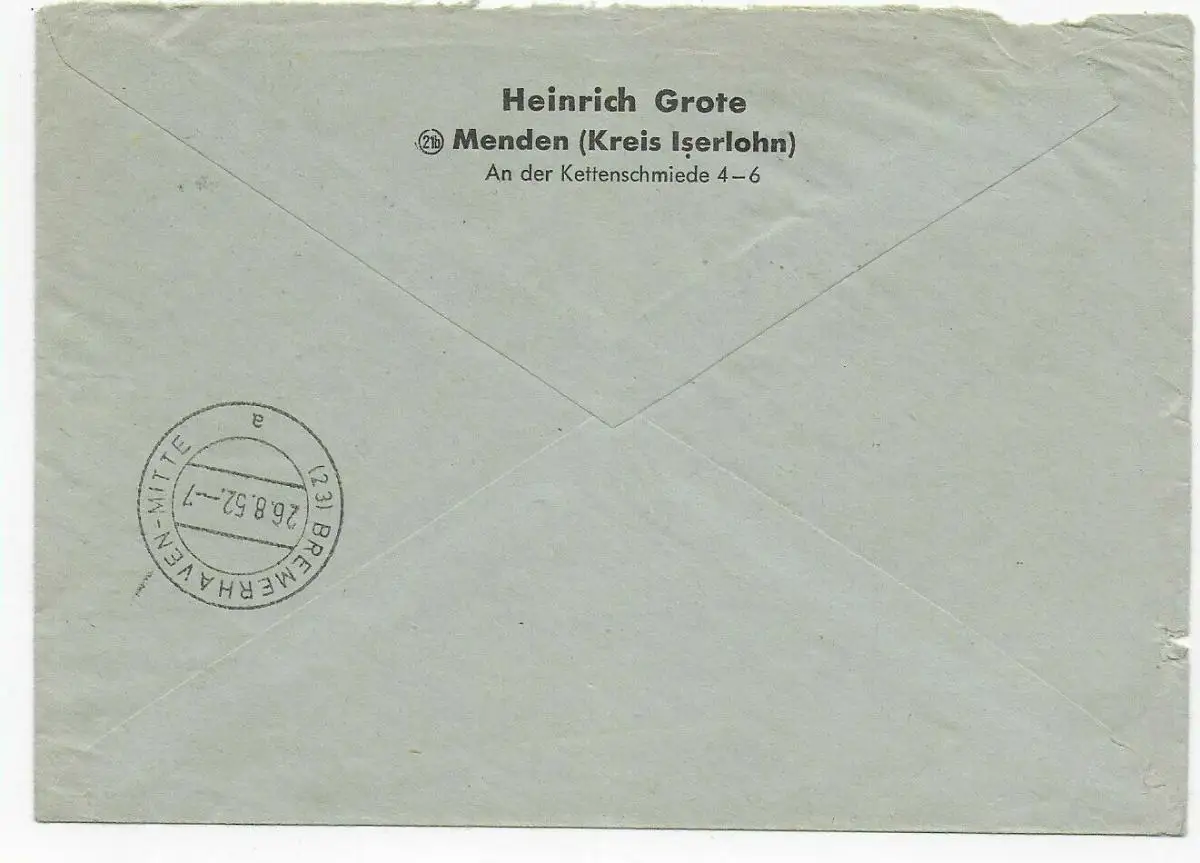 Heinrich Grote
21b Menden (Kreis Iserlohn)
An der Kettenschmiede 4–6
(23) BREMERHAVEN-MITTE
26.8.52.–7
a